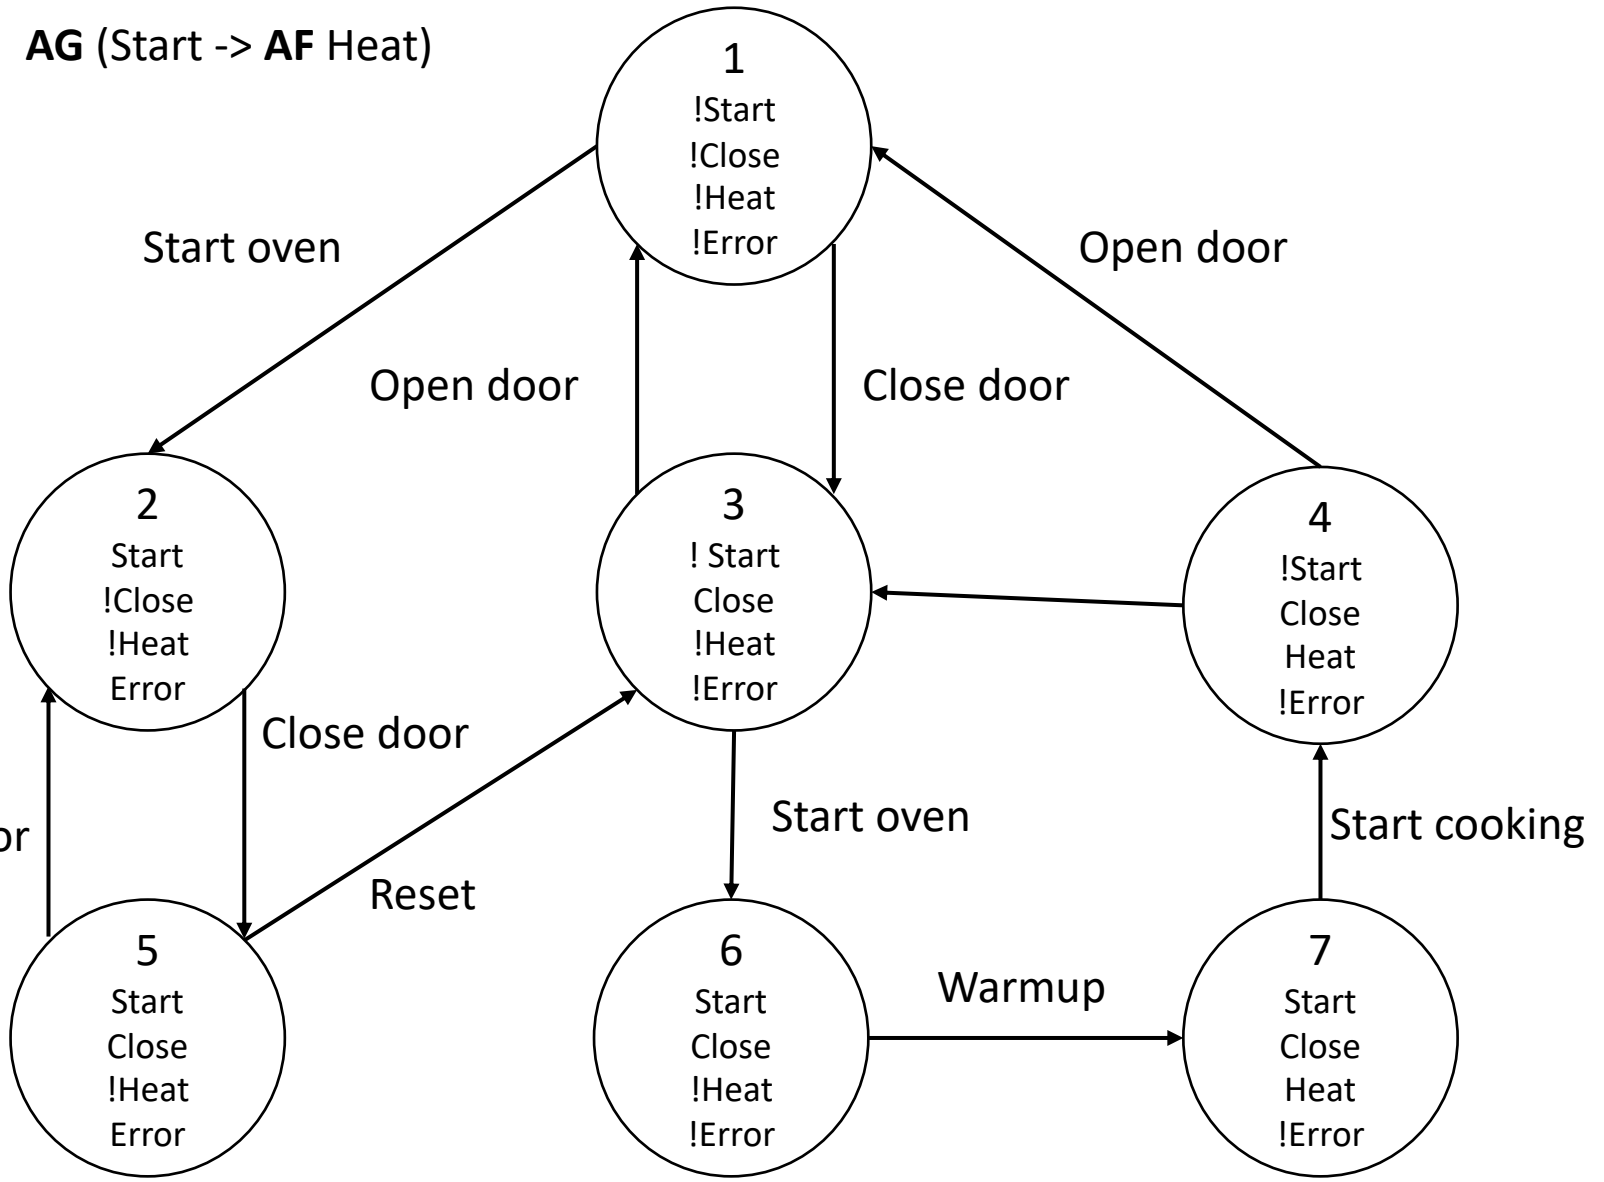 AG (Start -> AF Heat)
1
!Start
!Close
!Heat
!Error
Start oven
Open door
Open door
Close door
2
Start
!Close
!Heat
Error
3
! Start
Close
!Heat
!Error
4
!Start
Close
Heat
!Error
Close door
or
Start oven
Start cooking
Reset
5
Start
Close
!Heat
Error
6
Start
Close
!Heat
!Error
Warmup
7
Start
Close
Heat
!Error